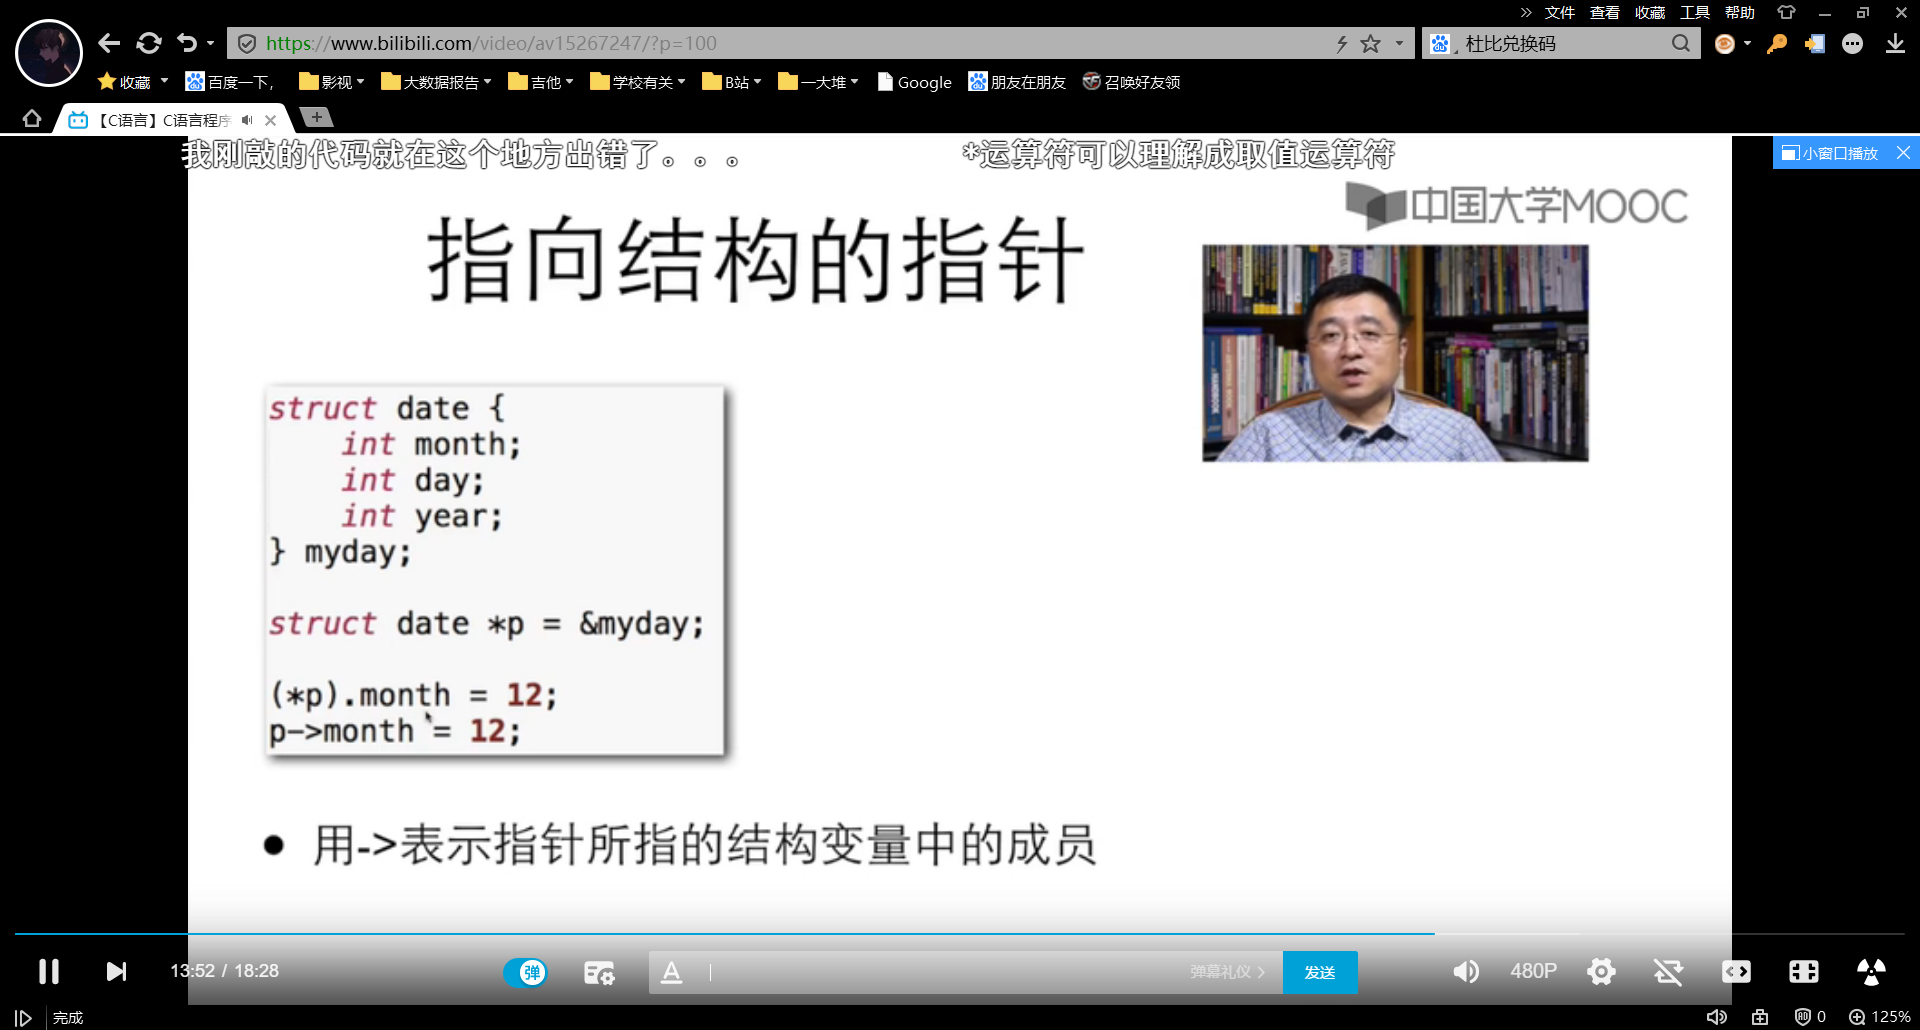 文件 查看 收藏 工具 帮助
https://www.bilibili.com/video/av15267247/?p=100
杜比兑换码
收藏 百度一下, 影视 大数据报告 吉他 学校有关 B站 一大堆 Google 朋友在朋友 召唤好友领
【C语言】C语言程序
我刚敲的代码就在这个地方出错了。。。
*运算符可以理解成取值运算符
小窗口播放
中国大学MOOC
指向结构的指针
struct date {
int month;
int day;
int year;
} myday;
struct date *p = &myday;
(*p).month = 12;
p->month = 12;
用->表示指针所指的结构变量中的成员
13:52 / 18:28
弹
弹幕礼仪 >
发送
480P
完成
0
125%